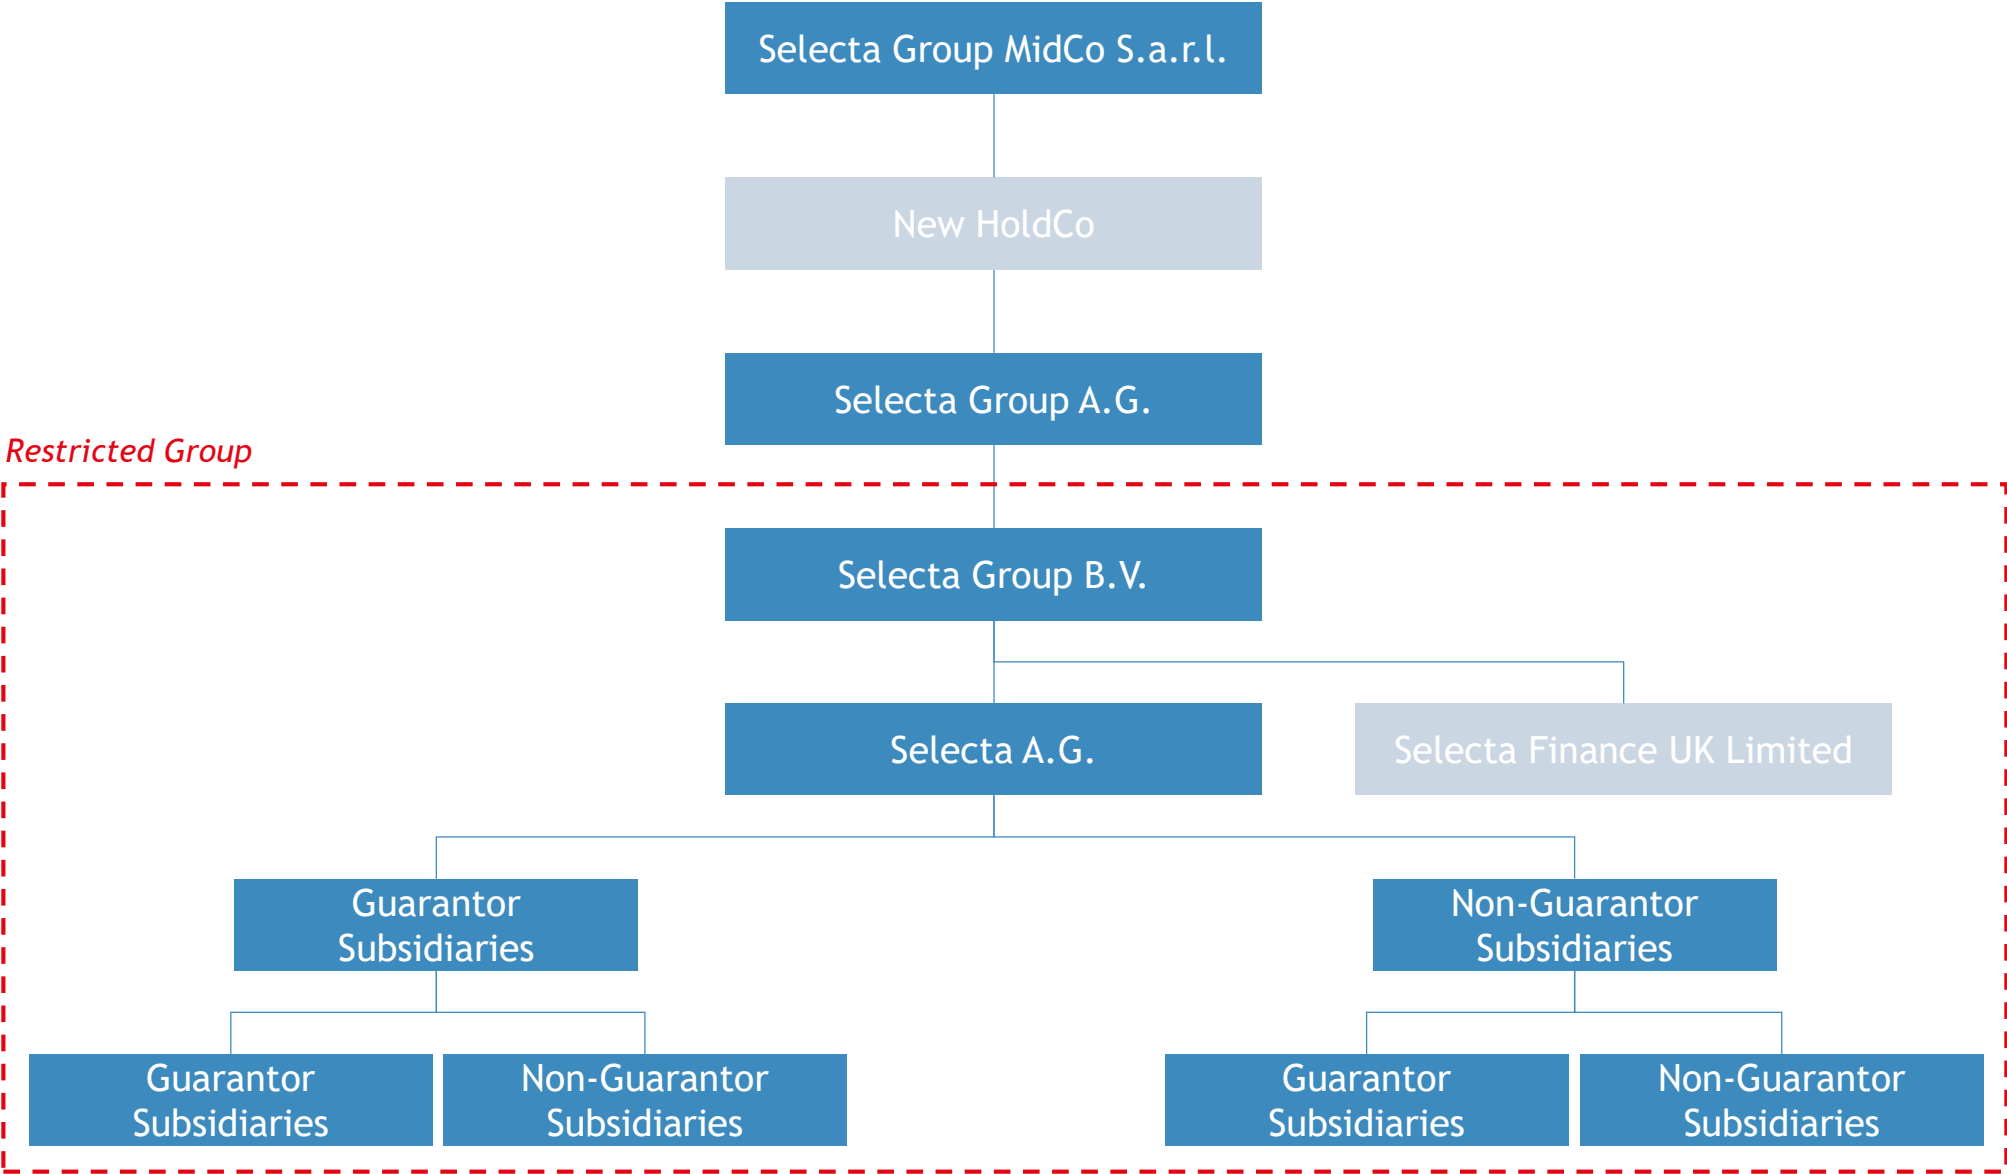 Selecta Group MidCo S.a.r.l.
New HoldCo
Selecta Group A.G.
Restricted Group
Selecta Group B.V.
Selecta A.G.
Selecta Finance UK Limited
Guarantor
Subsidiaries
Non-Guarantor
Subsidiaries
Guarantor
Subsidiaries
Non-Guarantor
Subsidiaries
Guarantor
Subsidiaries
Non-Guarantor
Subsidiaries